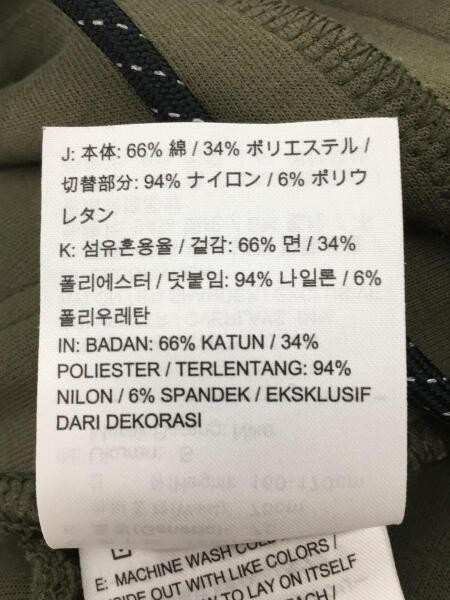 J: 本体: 66% 綿 / 34% ポリエステル /
切替部分: 94% ナイロン / 6% ポリウ
レタン
K: 섬유혼용율 / 겉감: 66% 면 / 34%
폴리에스터 / 덧붙임: 94% 나일론 / 6%
폴리우레탄
IN: BADAN: 66% KATUN / 34%
POLIESTER / TERLENTANG: 94%
NILON / 6% SPANDEK / EKSKLUSIF
DARI DEKORASI
E: MACHINE WASH COLD
INSIDE OUT WITH LIKE COLORS /
TO LAY ON ITSELF